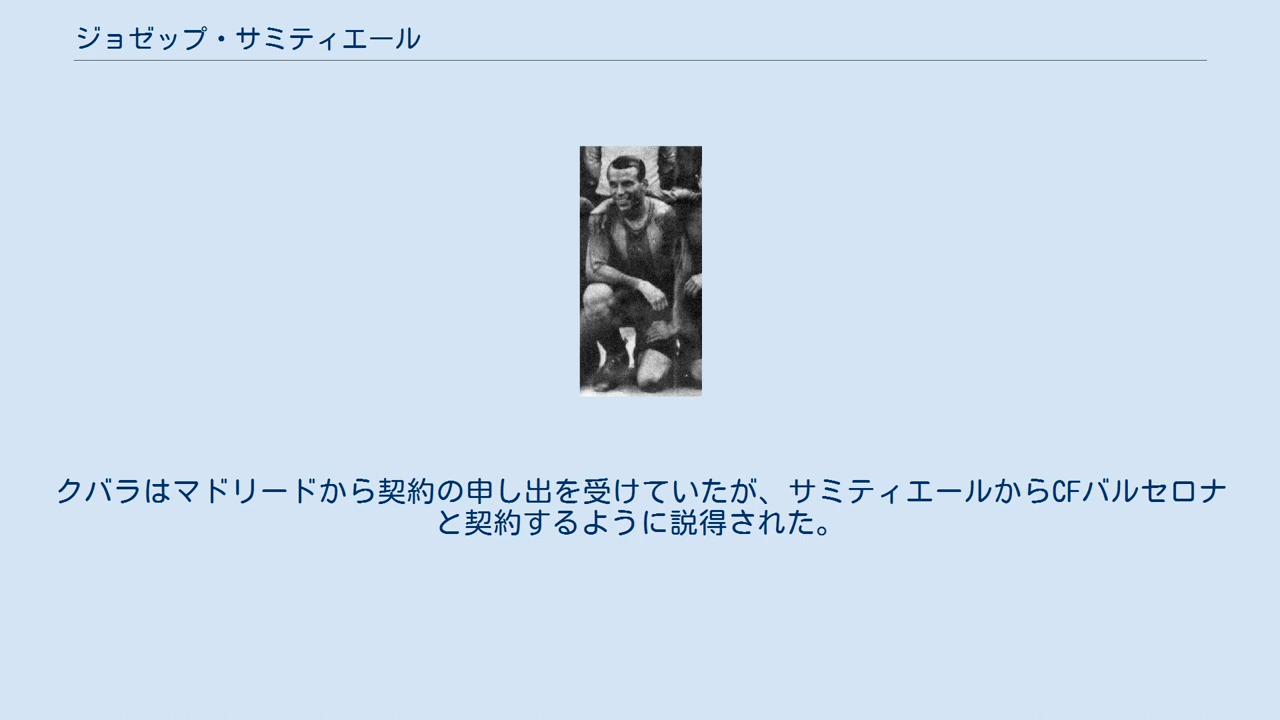 ジョゼップ・サミティエール
クバラはマドリードから契約の申し出を受けていたが、サミティエールからCFバルセロナ
と契約するように説得された。